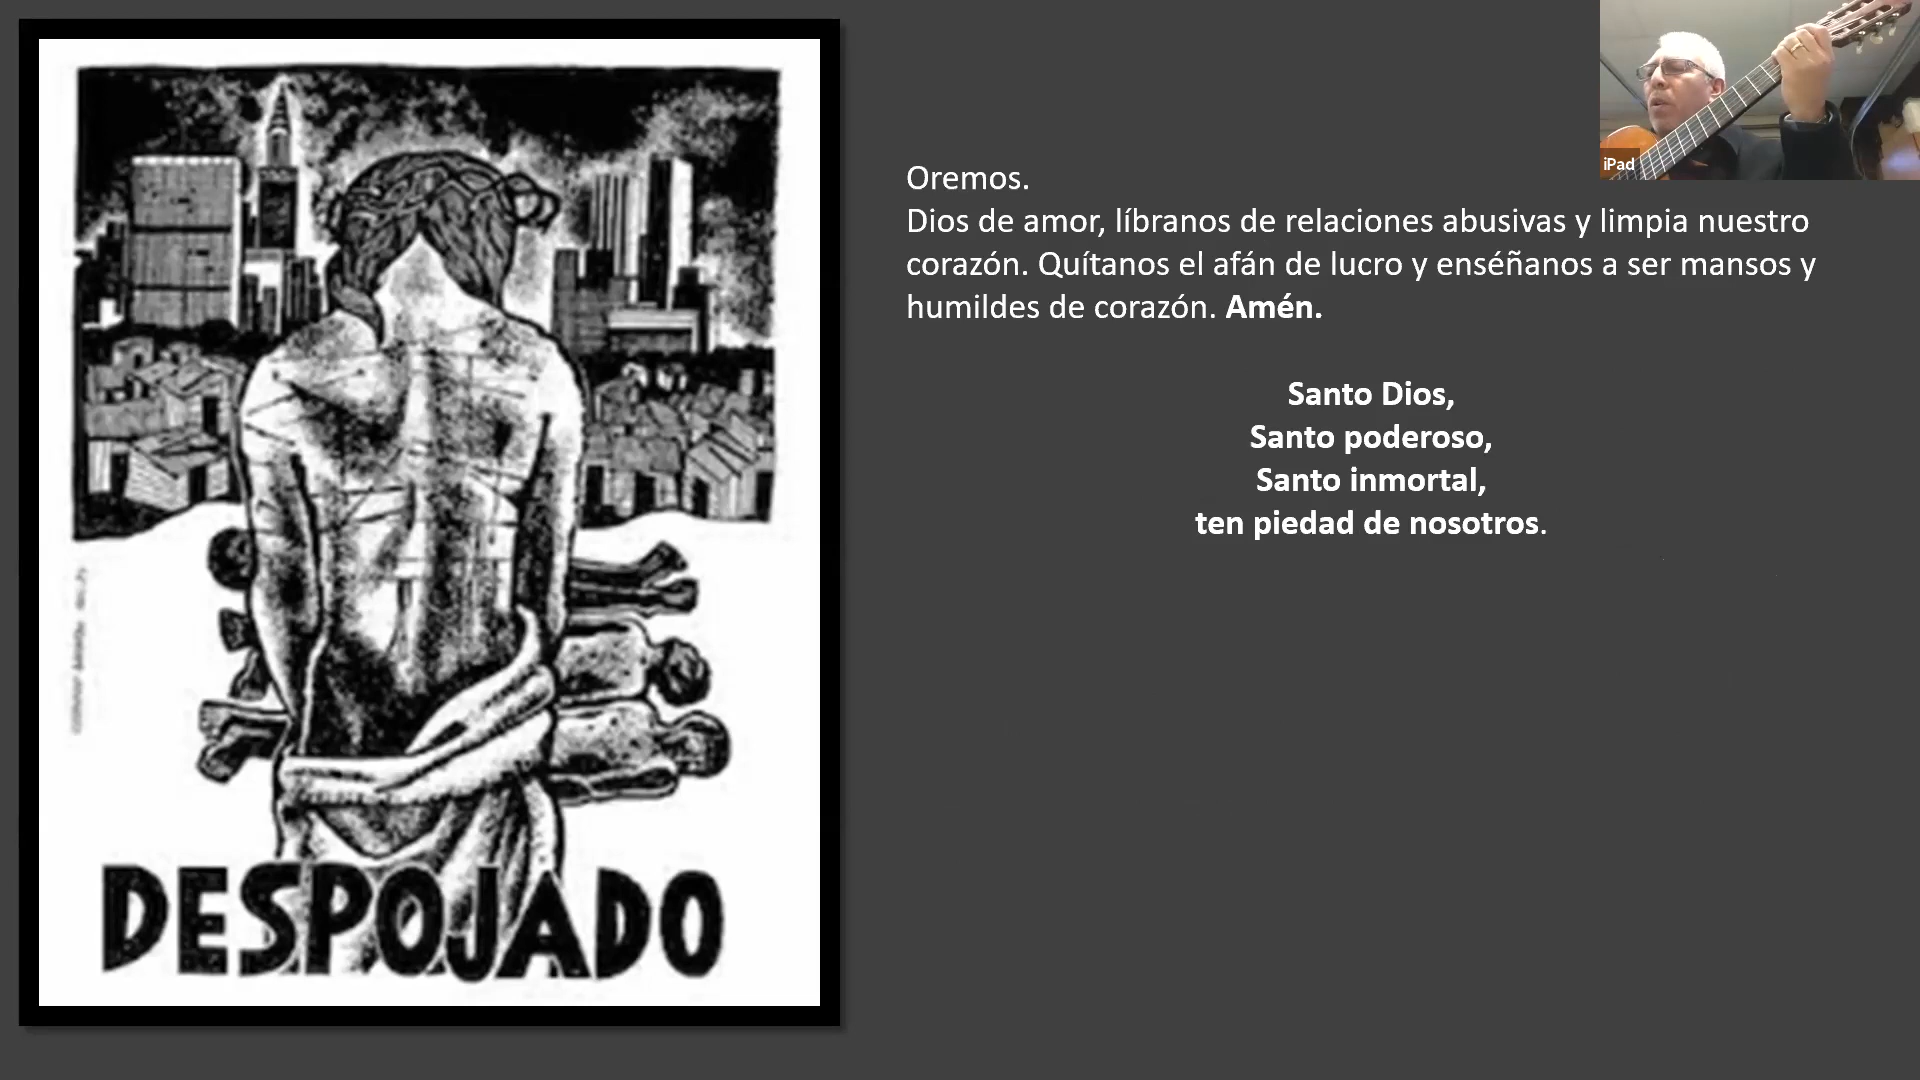 DESPOJADO
Oremos.
Dios de amor, líbranos de relaciones abusivas y limpia nuestro
corazón. Quítanos el afán de lucro y enséñanos a ser mansos y
humildes de corazón. Amén.
Santo Dios,
Santo poderoso,
Santo inmortal,
ten piedad de nosotros.
iPad